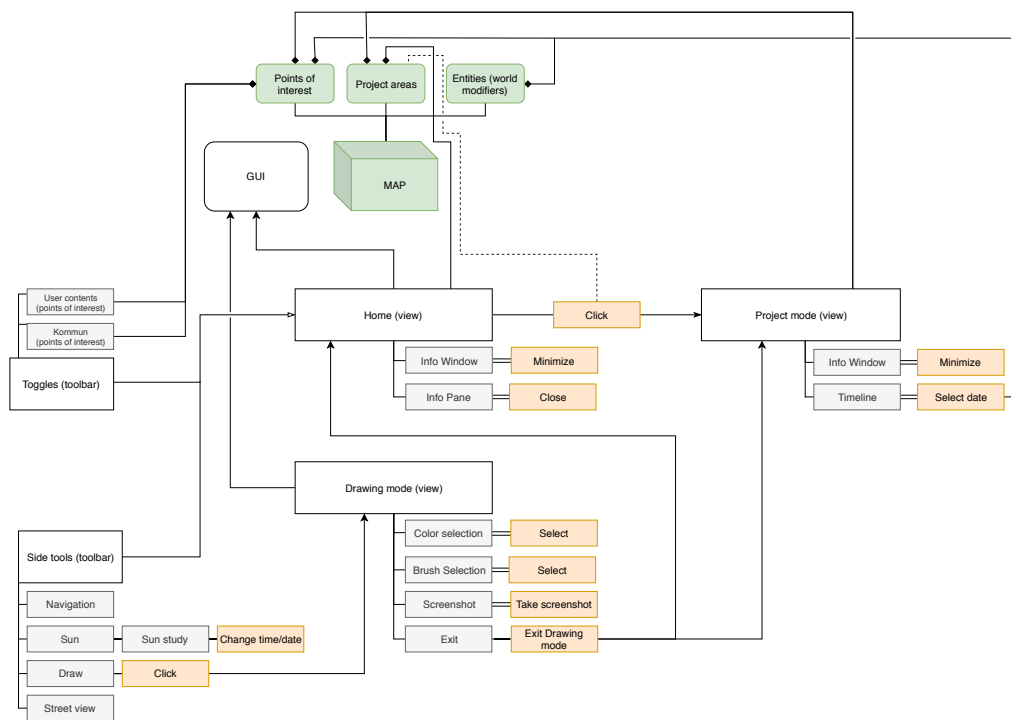 Points of
interest
Project areas
Entities (world
modifiers)
GUI
MAP
User contents
(points of interest)
Kommun
(points of interest)
Toggles (toolbar)
Home (view)
Click
Project mode (view)
Info Window
Minimize
Info Pane
Close
Info Window
Minimize
Timeline
Select date
Drawing mode (view)
Color selection
Select
Brush Selection
Select
Screenshot
Take screenshot
Exit
Exit Drawing
mode
Side tools (toolbar)
Navigation
Sun
Sun study
Change time/date
Draw
Click
Street view